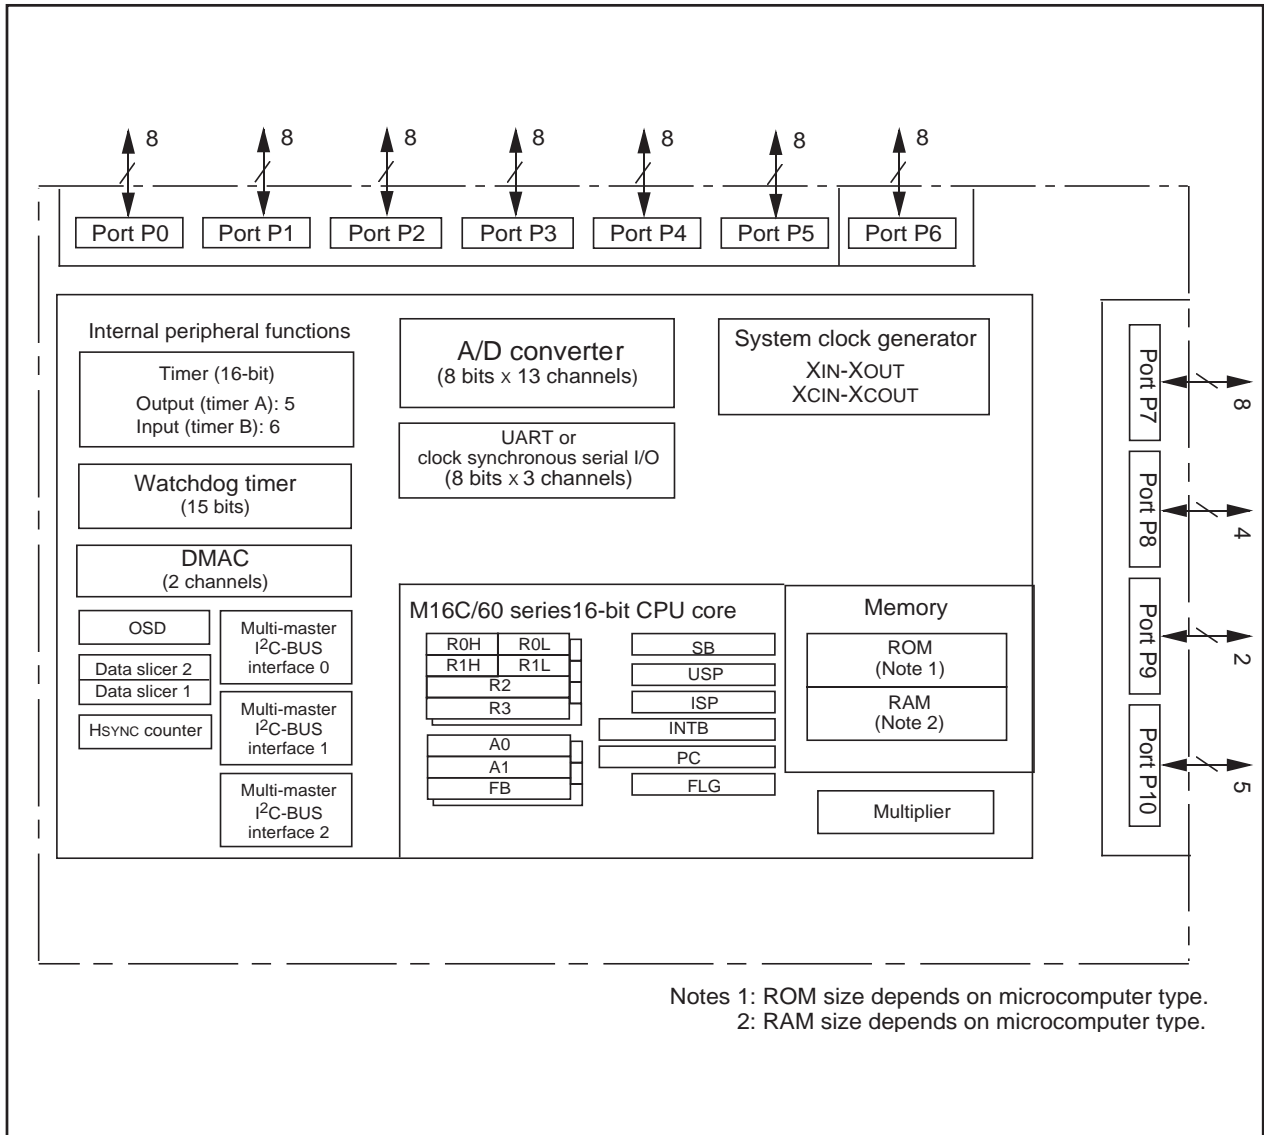 8 8 8 8 8 8 8
Port P0 Port P1 Port P2 Port P3 Port P4 Port P5 Port P6
Internal peripheral functions
Timer (16-bit)
Output (timer A): 5
Input (timer B): 6
Watchdog timer
(15 bits)
DMAC
(2 channels)
OSD
Data slicer 2
Data slicer 1
HSYNC counter
Multi-master
I2C-BUS
interface 0
Multi-master
I2C-BUS
interface 1
Multi-master
I2C-BUS
interface 2
A/D converter
(8 bits x 13 channels)
UART or
clock synchronous serial I/O
(8 bits x 3 channels)
System clock generator
XIN-XOUT
XCIN-XCOUT
M16C/60 series16-bit CPU core
R0H R0L
R1H R1L
R2
R3
A0
A1
FB
SB
USP
ISP
INTB
PC
FLG
Memory
ROM
(Note 1)
RAM
(Note 2)
Multiplier
Port P7
8
Port P8
4
Port P9
2
Port P10
5
Notes 1: ROM size depends on microcomputer type.
2: RAM size depends on microcomputer type.